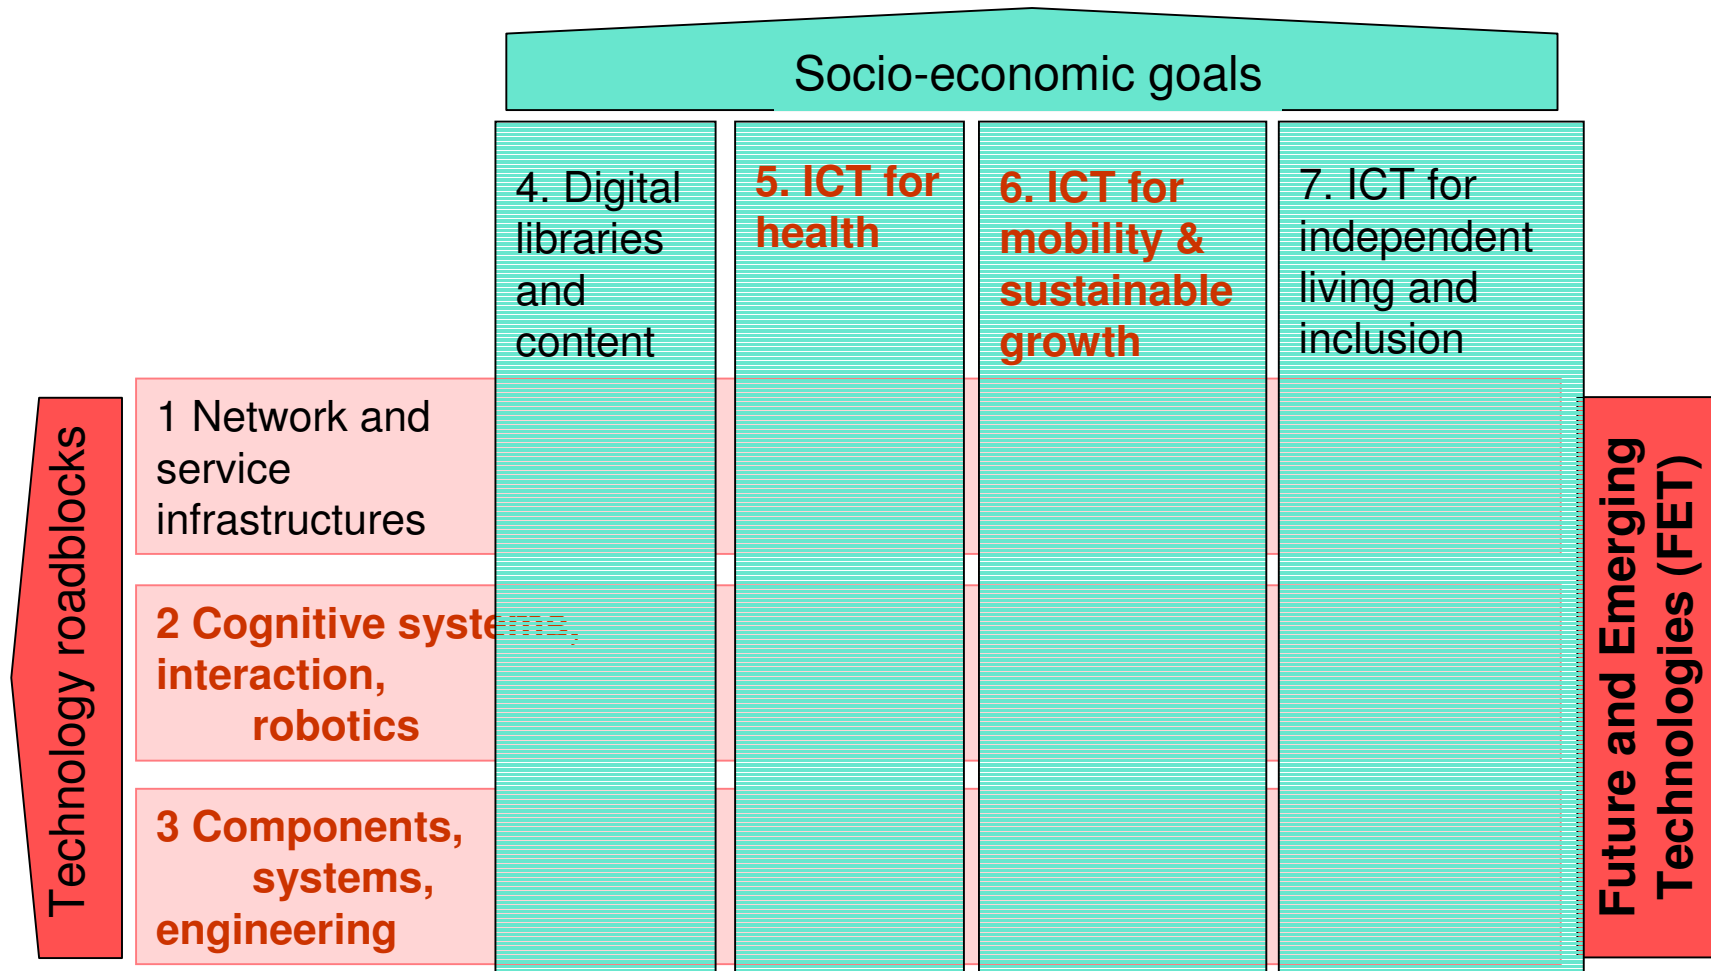 Socio-economic goals
4. Digital
libraries
and
content
5. ICT for
health
6. ICT for
mobility &
sustainable
growth
7. ICT for
independent
living and
inclusion
Technology roadblocks
1 Network and
service
infrastructures
2 Cognitive systems,
interaction,
robotics
3 Components,
systems,
engineering
Future and Emerging
Technologies (FET)